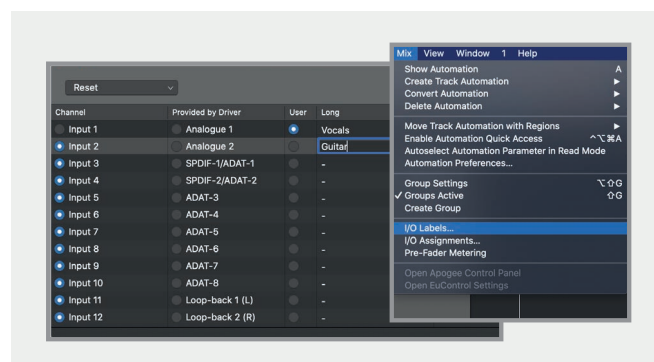 Reset
Channel Provided by Driver User Long
Input 1 Analogue 1 Vocals
Input 2 Analogue 2 Guitar
Input 3 SPDIF-1/ADAT-1 -
Input 4 SPDIF-2/ADAT-2 -
Input 5 ADAT-3 -
Input 6 ADAT-4 -
Input 7 ADAT-5 -
Input 8 ADAT-6 -
Input 9 ADAT-7 -
Input 10 ADAT-8 -
Input 11 Loop-back 1 (L) -
Input 12 Loop-back 2 (R) -
Mix View Window 1 Help
Show Automation A
Create Track Automation ▶
Convert Automation ▶
Delete Automation ▶
Move Track Automation with Regions ▶
Enable Automation Quick Access ^⌥⌘A
Autoselect Automation Parameter in Read Mode
Automation Preferences...
Group Settings ⌥⇧G
✓ Groups Active ⇧G
Create Group
I/O Labels...
I/O Assignments...
Pre-Fader Metering
Open Apogee Control Panel
Open EuControl Settings